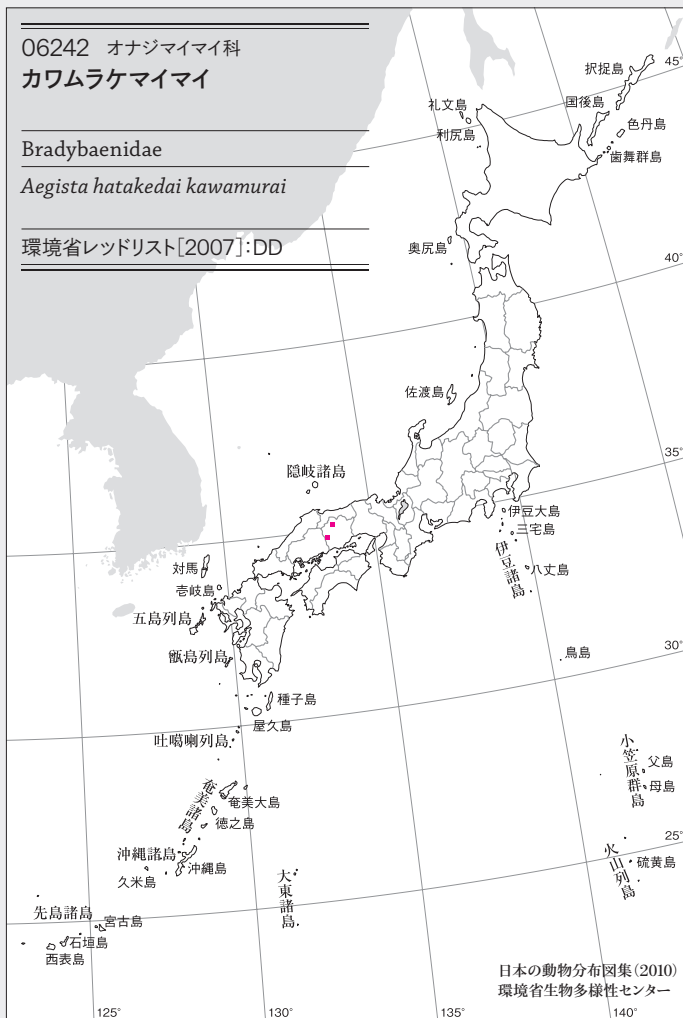 06242 オナジマイマイ科
カワムラケマイマイ
Bradybaenidae
Aegista hatakedai kawamurai
環境省レッドリスト[2007]:DD
択捉島
45°
礼文島
国後島
色丹島
利尻島
歯舞群島
奥尻島
40°
佐渡島
35°
隠岐諸島
伊豆大島
三宅島
伊豆諸島
八丈島
対馬
壱岐島
五島列島
甑島列島
鳥島
30°
種子島
屋久島
吐噶喇列島
小笠原群島
父島
母島
奄美諸島
奄美大島
徳之島
25°
沖縄諸島
沖縄島
久米島
火山列島
硫黄島
大東諸島
先島諸島
宮古島
石垣島
西表島
日本の動物分布図集(2010)
環境省生物多様性センター
125°
130°
135°
140°